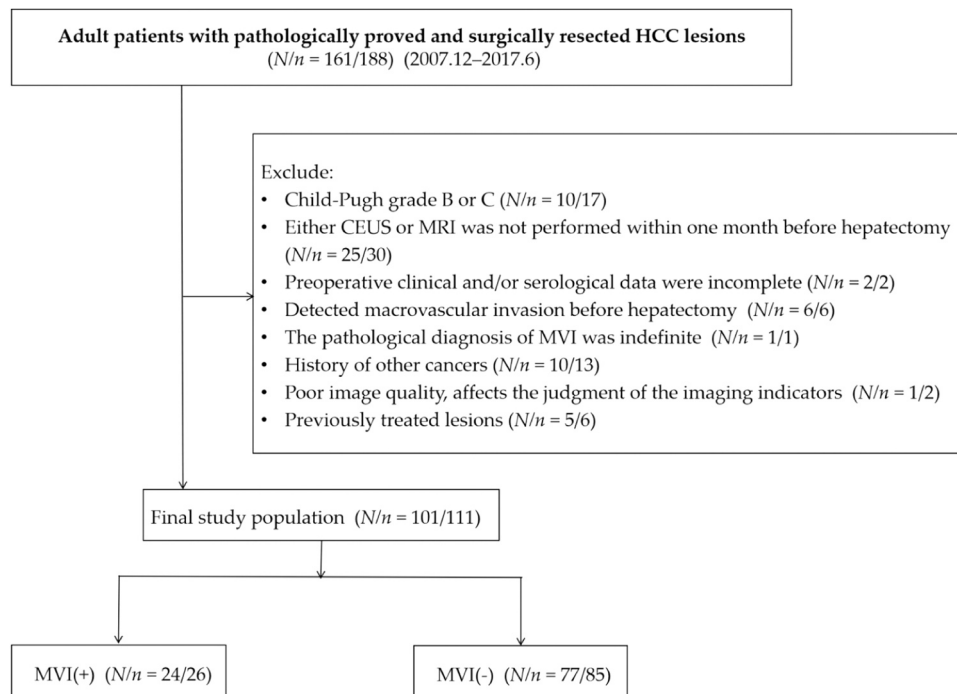 Adult patients with pathologically proved and surgically resected HCC lesions
(N/n = 161/188) (2007.12–2017.6)
Exclude:
• Child-Pugh grade B or C (N/n = 10/17)
• Either CEUS or MRI was not performed within one month before hepatectomy
(N/n = 25/30)
• Preoperative clinical and/or serological data were incomplete (N/n = 2/2)
• Detected macrovascular invasion before hepatectomy (N/n = 6/6)
• The pathological diagnosis of MVI was indefinite (N/n = 1/1)
• History of other cancers (N/n = 10/13)
• Poor image quality, affects the judgment of the imaging indicators (N/n = 1/2)
• Previously treated lesions (N/n = 5/6)
Final study population (N/n = 101/111)
MVI(+) (N/n = 24/26)
MVI(-) (N/n = 77/85)